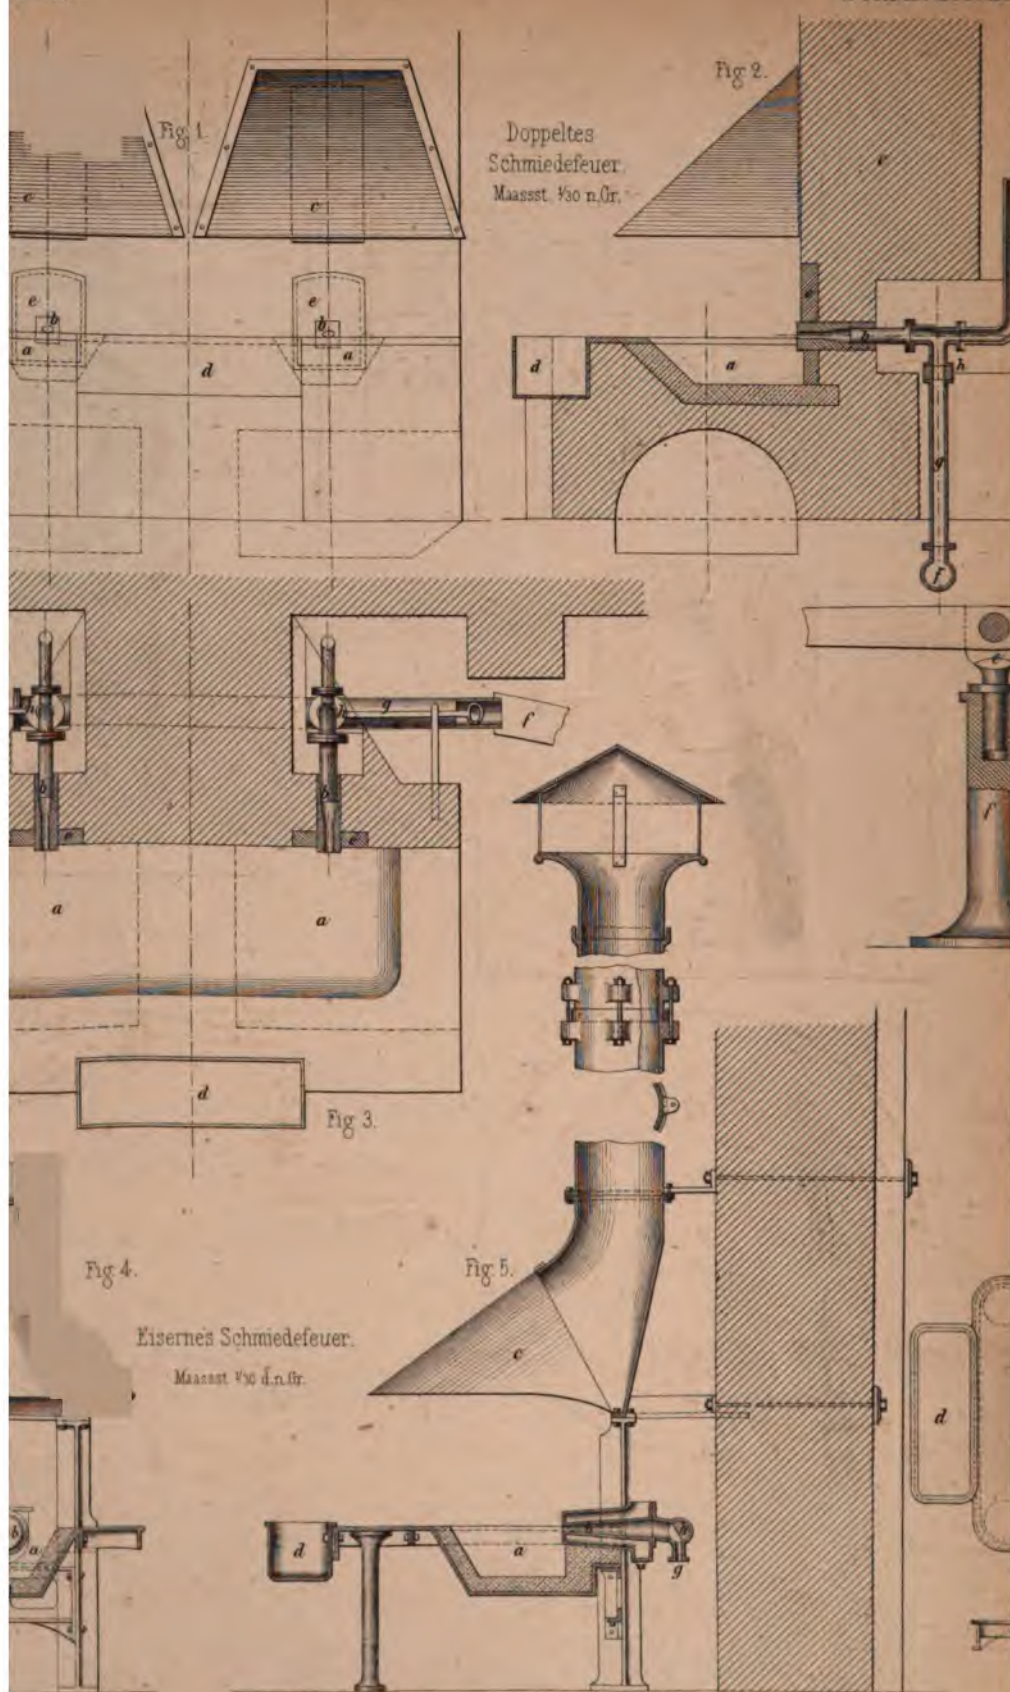 Fig 1.
Fig 2.
Doppeltes
Schmiedefeuer.
Maassst. 1/30 n. Gr.
c
c
c
e
b
a
e
b
a
d
e
d
a
b
h
g
f
h
h
g
f
b
b
e
e
a
a
d
Fig 3.
e
f
Fig 4.
Fig 5.
Eisernes Schmiedefeuer.
Maassst. 1/30 d. n. Gr.
c
d
b
a
d
a
h
g